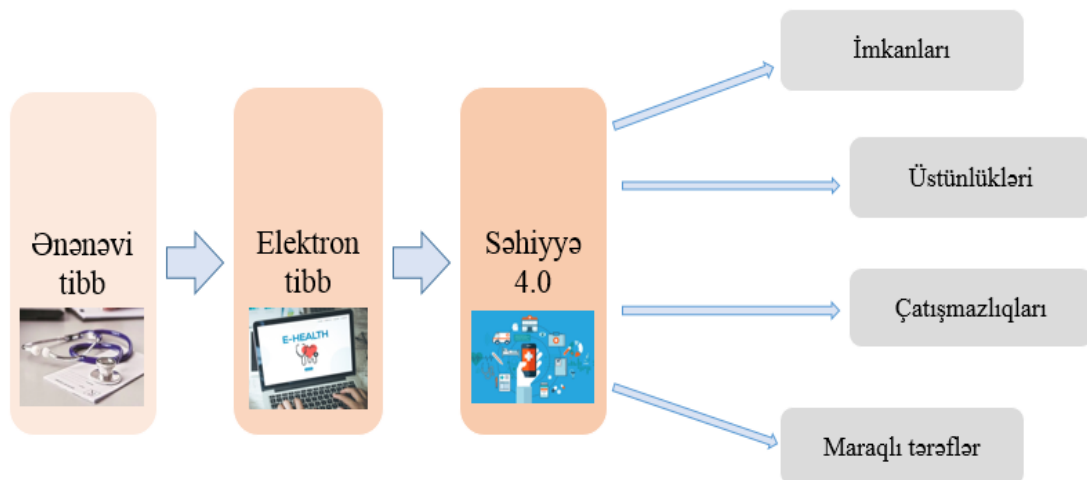 Ənənəvi
tibb
Elektron
tibb
E-HEALTH
Səhiyyə
4.0
İmkanları
Üstünlükləri
Çatışmazlıqları
Maraqlı tərəflər